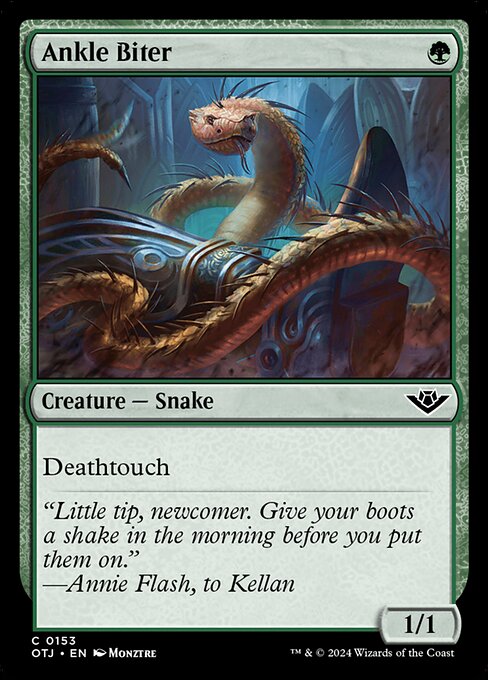 Ankle Biter
Creature — Snake
Deathtouch
“Little tip, newcomer. Give your boots
a shake in the morning before you put
them on.”
—Annie Flash, to Kellan
1/1
C 0153
OTJ • EN Monztre
™ & © 2024 Wizards of the Coast